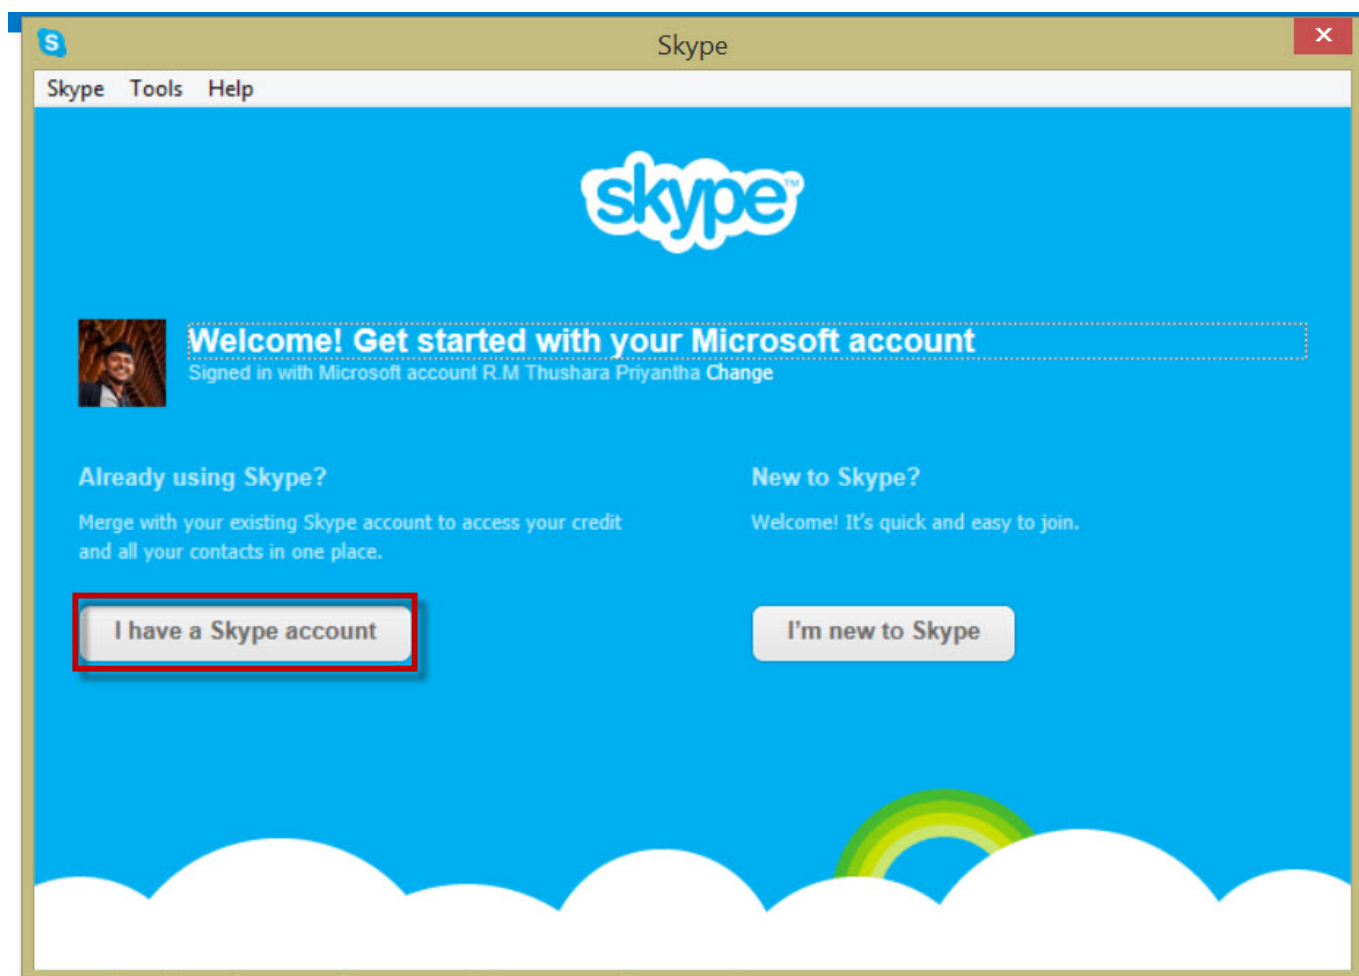 Skype
Skype Tools Help
skype™
Welcome! Get started with your Microsoft account
Signed in with Microsoft account R.M Thushara Priyantha Change
Already using Skype?
Merge with your existing Skype account to access your credit
and all your contacts in one place.
I have a Skype account
New to Skype?
Welcome! It's quick and easy to join.
I'm new to Skype